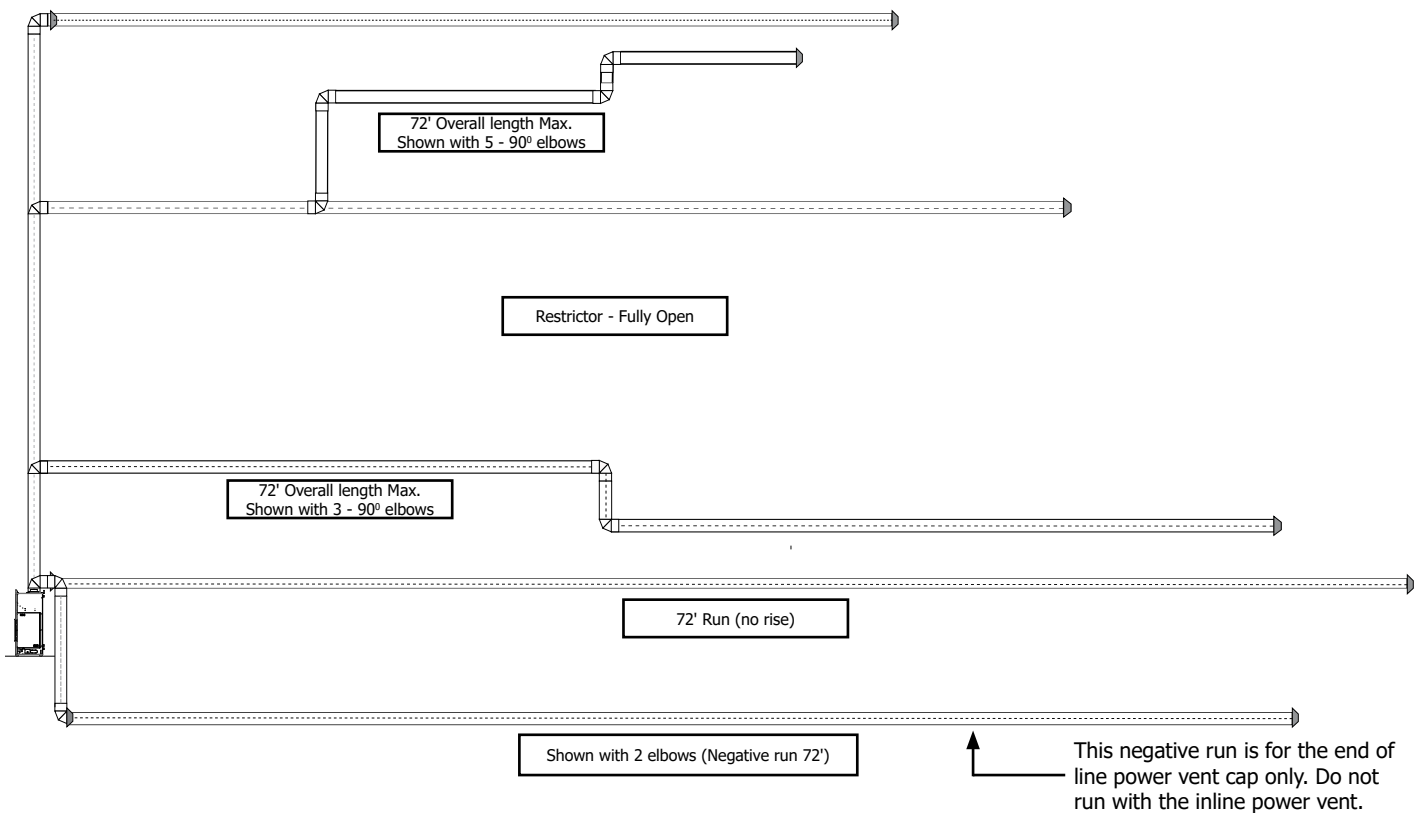 72' Overall length Max.
Shown with 5 - 90⁰ elbows
Restrictor - Fully Open
72' Overall length Max.
Shown with 3 - 90⁰ elbows
72' Run (no rise)
Shown with 2 elbows (Negative run 72')
This negative run is for the end of
line power vent cap only. Do not
run with the inline power vent.